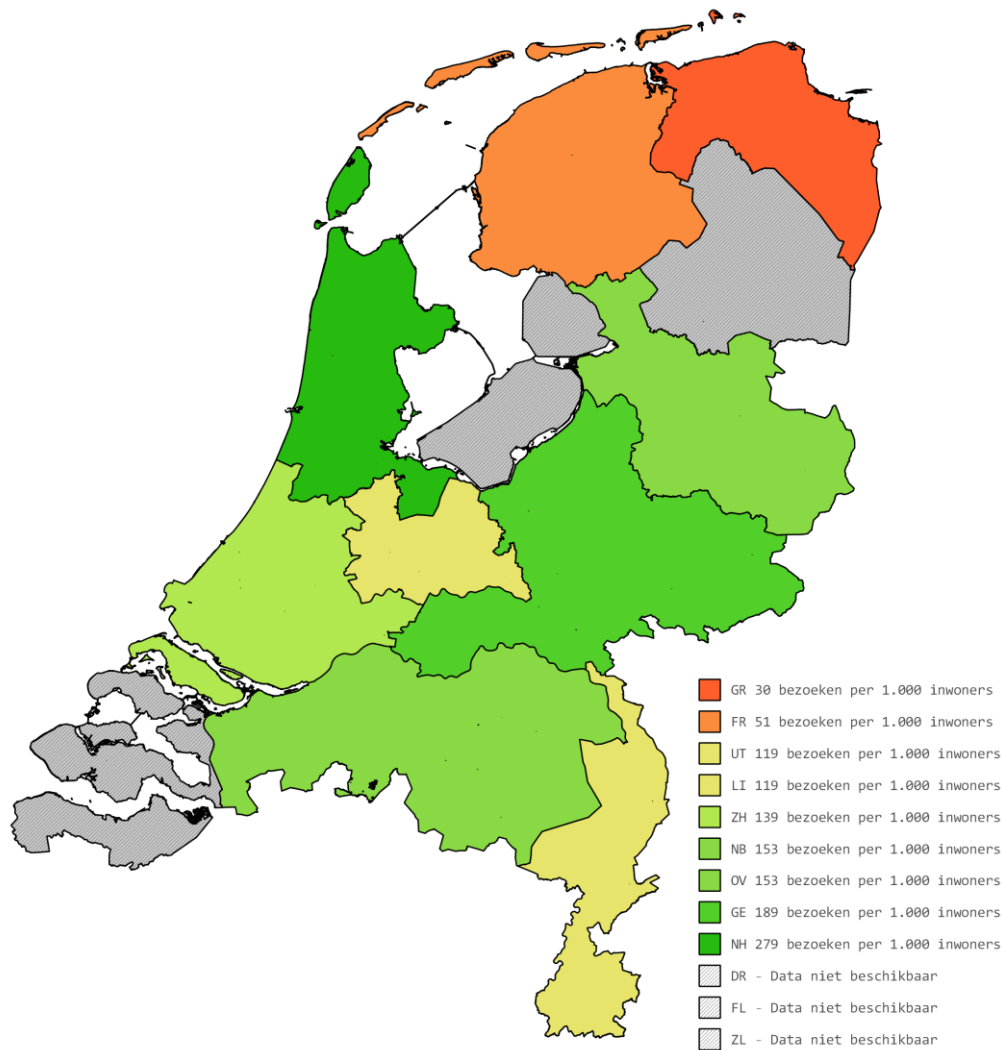 GR 30 bezoeken per 1.000 inwoners
FR 51 bezoeken per 1.000 inwoners
UT 119 bezoeken per 1.000 inwoners
LI 119 bezoeken per 1.000 inwoners
ZH 139 bezoeken per 1.000 inwoners
NB 153 bezoeken per 1.000 inwoners
OV 153 bezoeken per 1.000 inwoners
GE 189 bezoeken per 1.000 inwoners
NH 279 bezoeken per 1.000 inwoners
DR - Data niet beschikbaar
FL - Data niet beschikbaar
ZL - Data niet beschikbaar